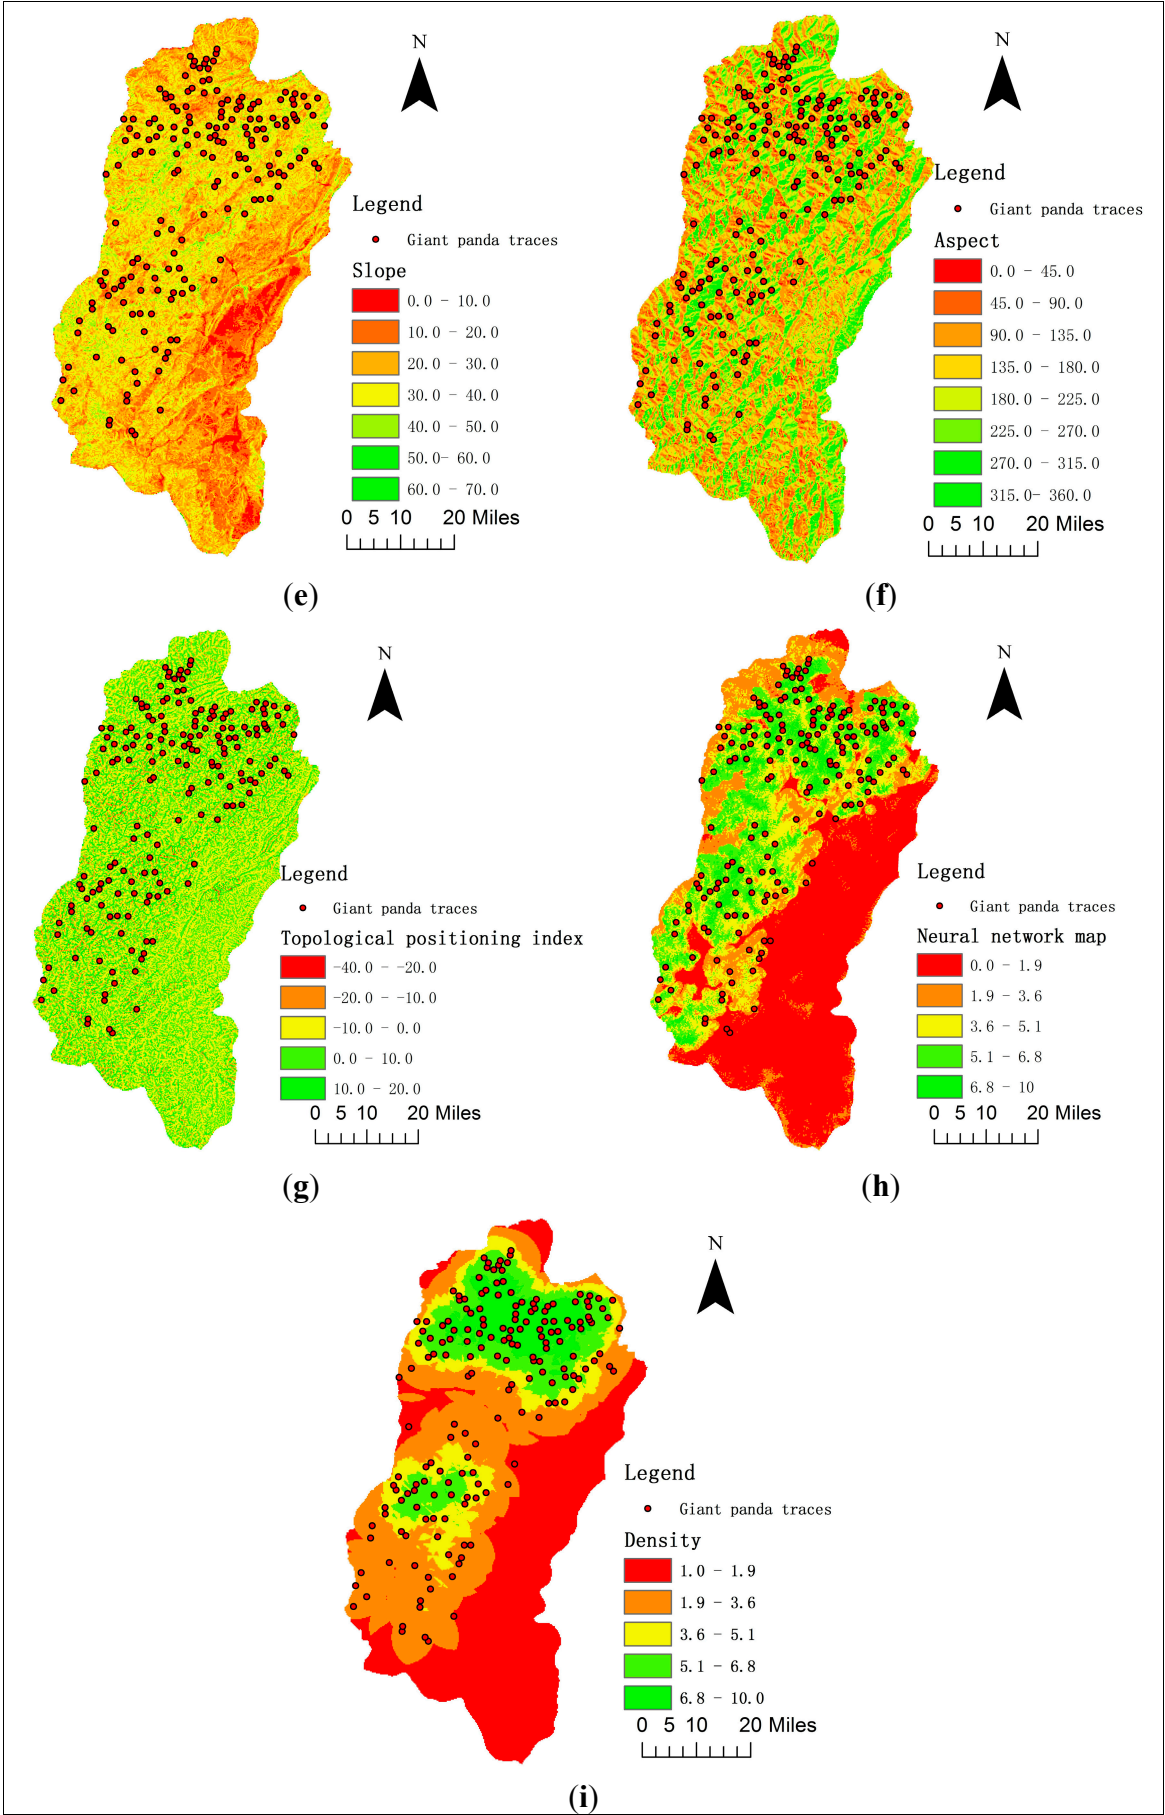 N
Legend
Giant panda traces
Slope
0.0 - 10.0
10.0 - 20.0
20.0 - 30.0
30.0 - 40.0
40.0 - 50.0
50.0- 60.0
60.0 - 70.0
0 5 10 20 Miles
(e)
N
Legend
Giant panda traces
Aspect
0.0 - 45.0
45.0 - 90.0
90.0 - 135.0
135.0 - 180.0
180.0 - 225.0
225.0 - 270.0
270.0 - 315.0
315.0- 360.0
0 5 10 20 Miles
(f)
N
Legend
Giant panda traces
Topological positioning index
-40.0 - -20.0
-20.0 - -10.0
-10.0 - 0.0
0.0 - 10.0
10.0 - 20.0
0 5 10 20 Miles
(g)
N
Legend
Giant panda traces
Neural network map
0.0 - 1.9
1.9 - 3.6
3.6 - 5.1
5.1 - 6.8
6.8 - 10
0 5 10 20 Miles
(h)
N
Legend
Giant panda traces
Density
1.0 - 1.9
1.9 - 3.6
3.6 - 5.1
5.1 - 6.8
6.8 - 10.0
0 5 10 20 Miles
(i)